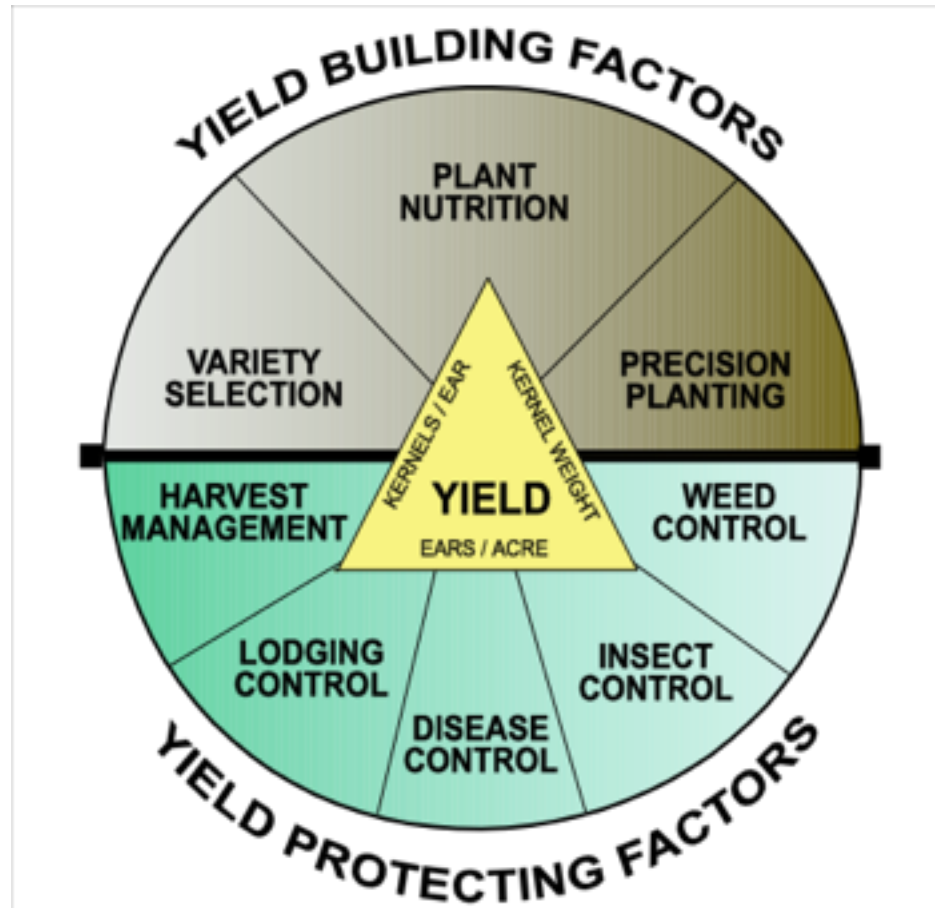 YIELD BUILDING FACTORS
PLANT
NUTRITION
VARIETY
SELECTION
PRECISION
PLANTING
KERNELS / EAR
KERNEL WEIGHT
YIELD
EARS / ACRE
HARVEST
MANAGEMENT
WEED
CONTROL
LODGING
CONTROL
INSECT
CONTROL
DISEASE
CONTROL
YIELD PROTECTING FACTORS